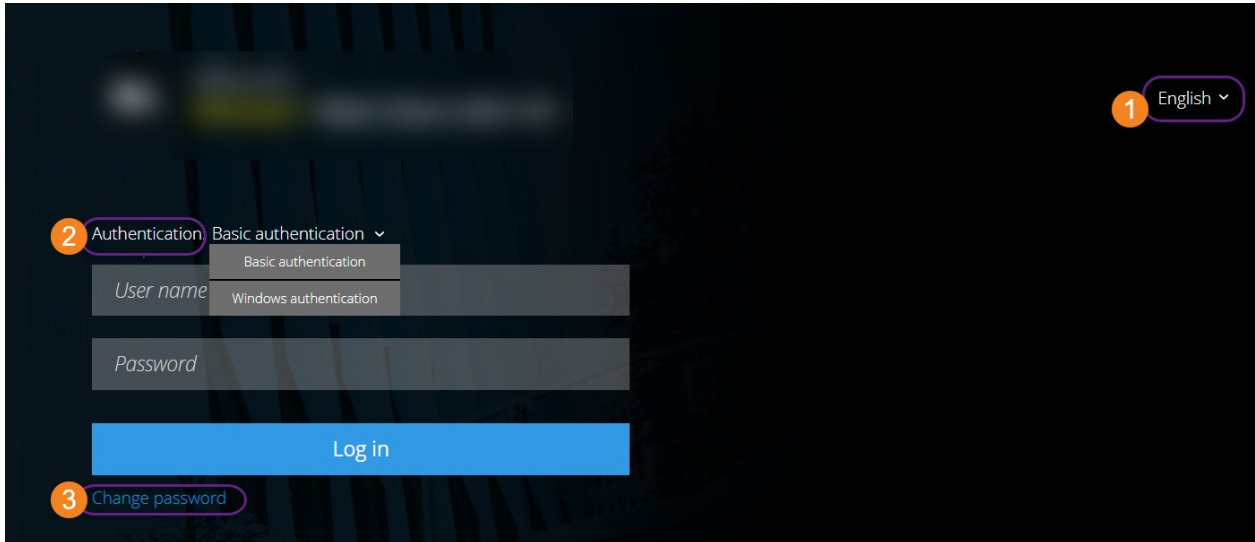 1 English
2 Authentication Basic authentication
Basic authentication
User name
Windows authentication
Password
Log in
3 Change password